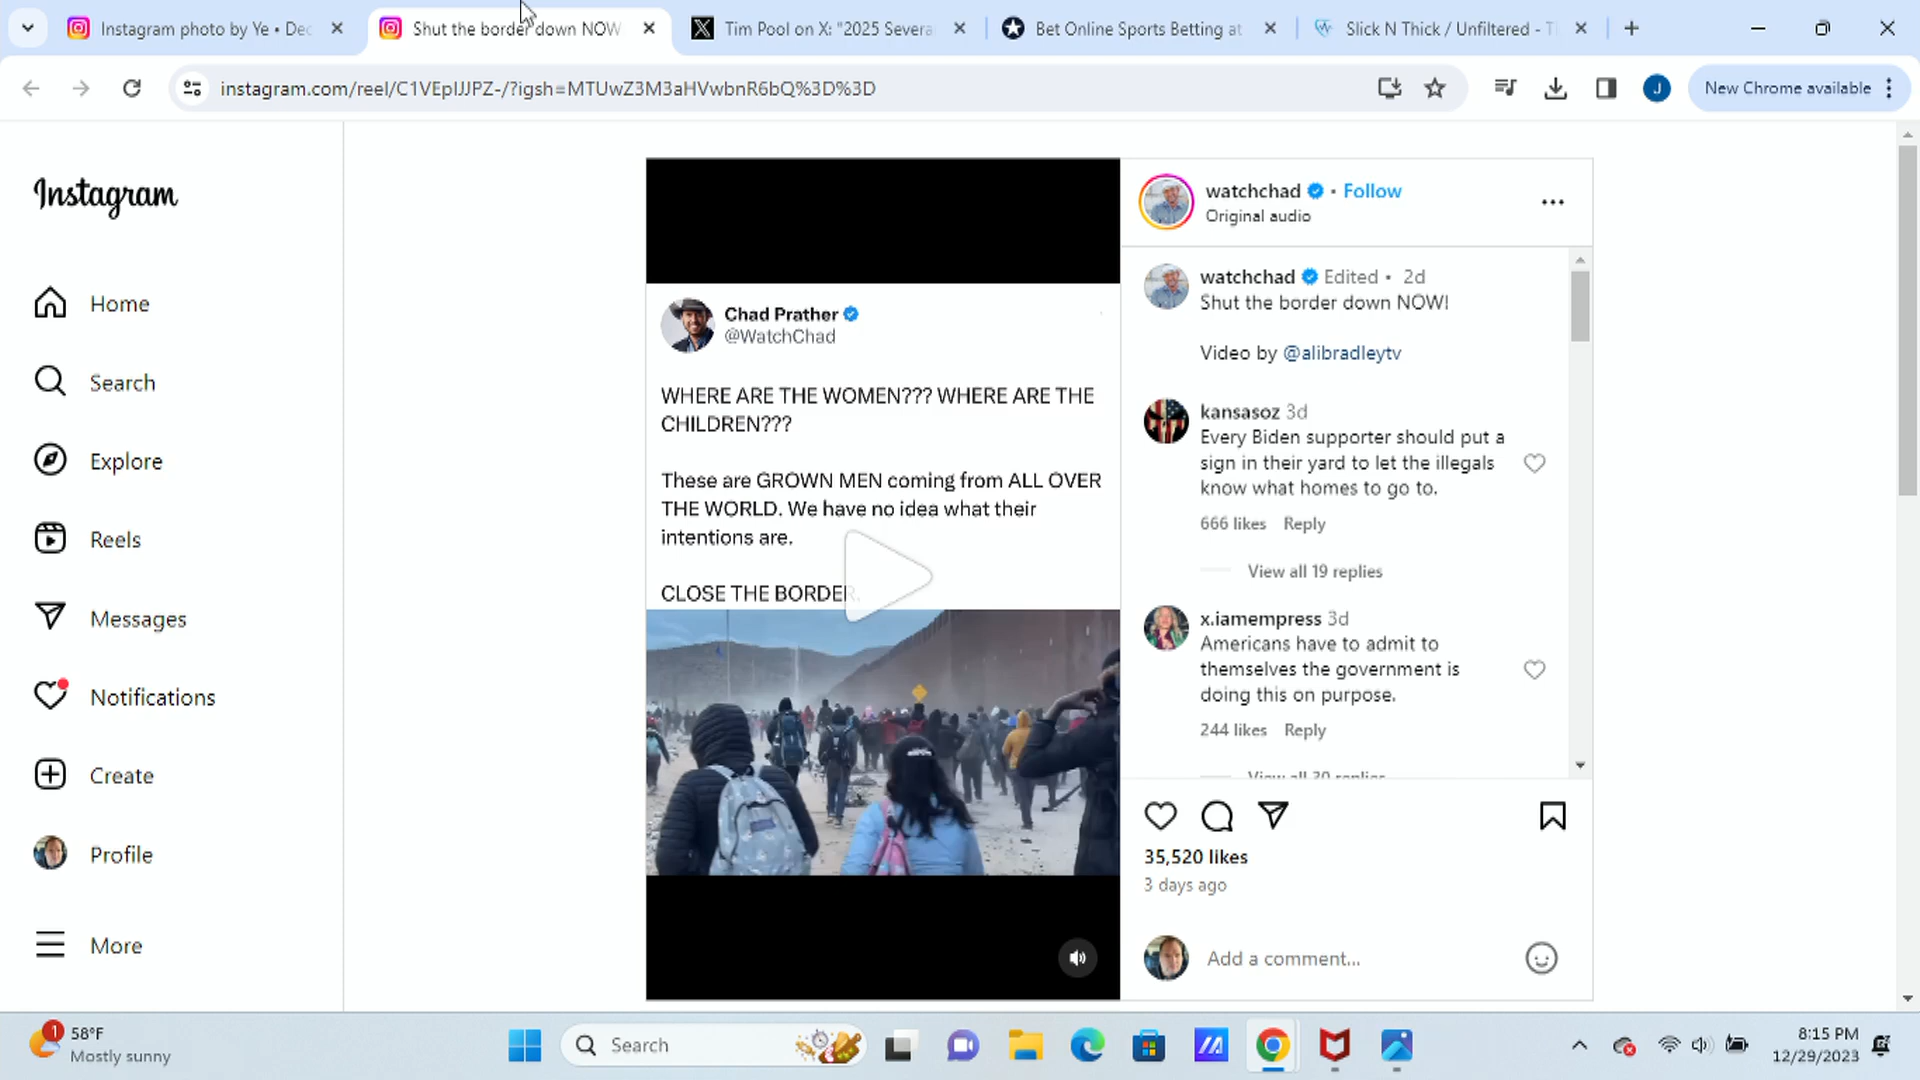 Instagram photo by Ye • Dec
Shut the border down NOW
Tim Pool on X: "2025 Severa
Bet Online Sports Betting at
Slick N Thick / Unfiltered - T
instagram.com/reel/C1VEpIJJPZ-/?igsh=MTUwZ3M3aHVwbnR6bQ%3D%3D
J
New Chrome available
Instagram
Home
Search
Explore
Reels
Messages
Notifications
Create
Profile
More
Chad Prather
@WatchChad
WHERE ARE THE WOMEN??? WHERE ARE THE
CHILDREN???
These are GROWN MEN coming from ALL OVER
THE WORLD. We have no idea what their
intentions are.
CLOSE THE BORDER.
watchchad • Follow
Original audio
watchchad Edited • 2d
Shut the border down NOW!
Video by @alibradleytv
kansasoz 3d
Every Biden supporter should put a
sign in their yard to let the illegals
know what homes to go to.
666 likes Reply
View all 19 replies
x.iamempress 3d
Americans have to admit to
themselves the government is
doing this on purpose.
244 likes Reply
View all 30 replies
35,520 likes
3 days ago
Add a comment...
1
58°F
Mostly sunny
Search
8:15 PM
12/29/2023